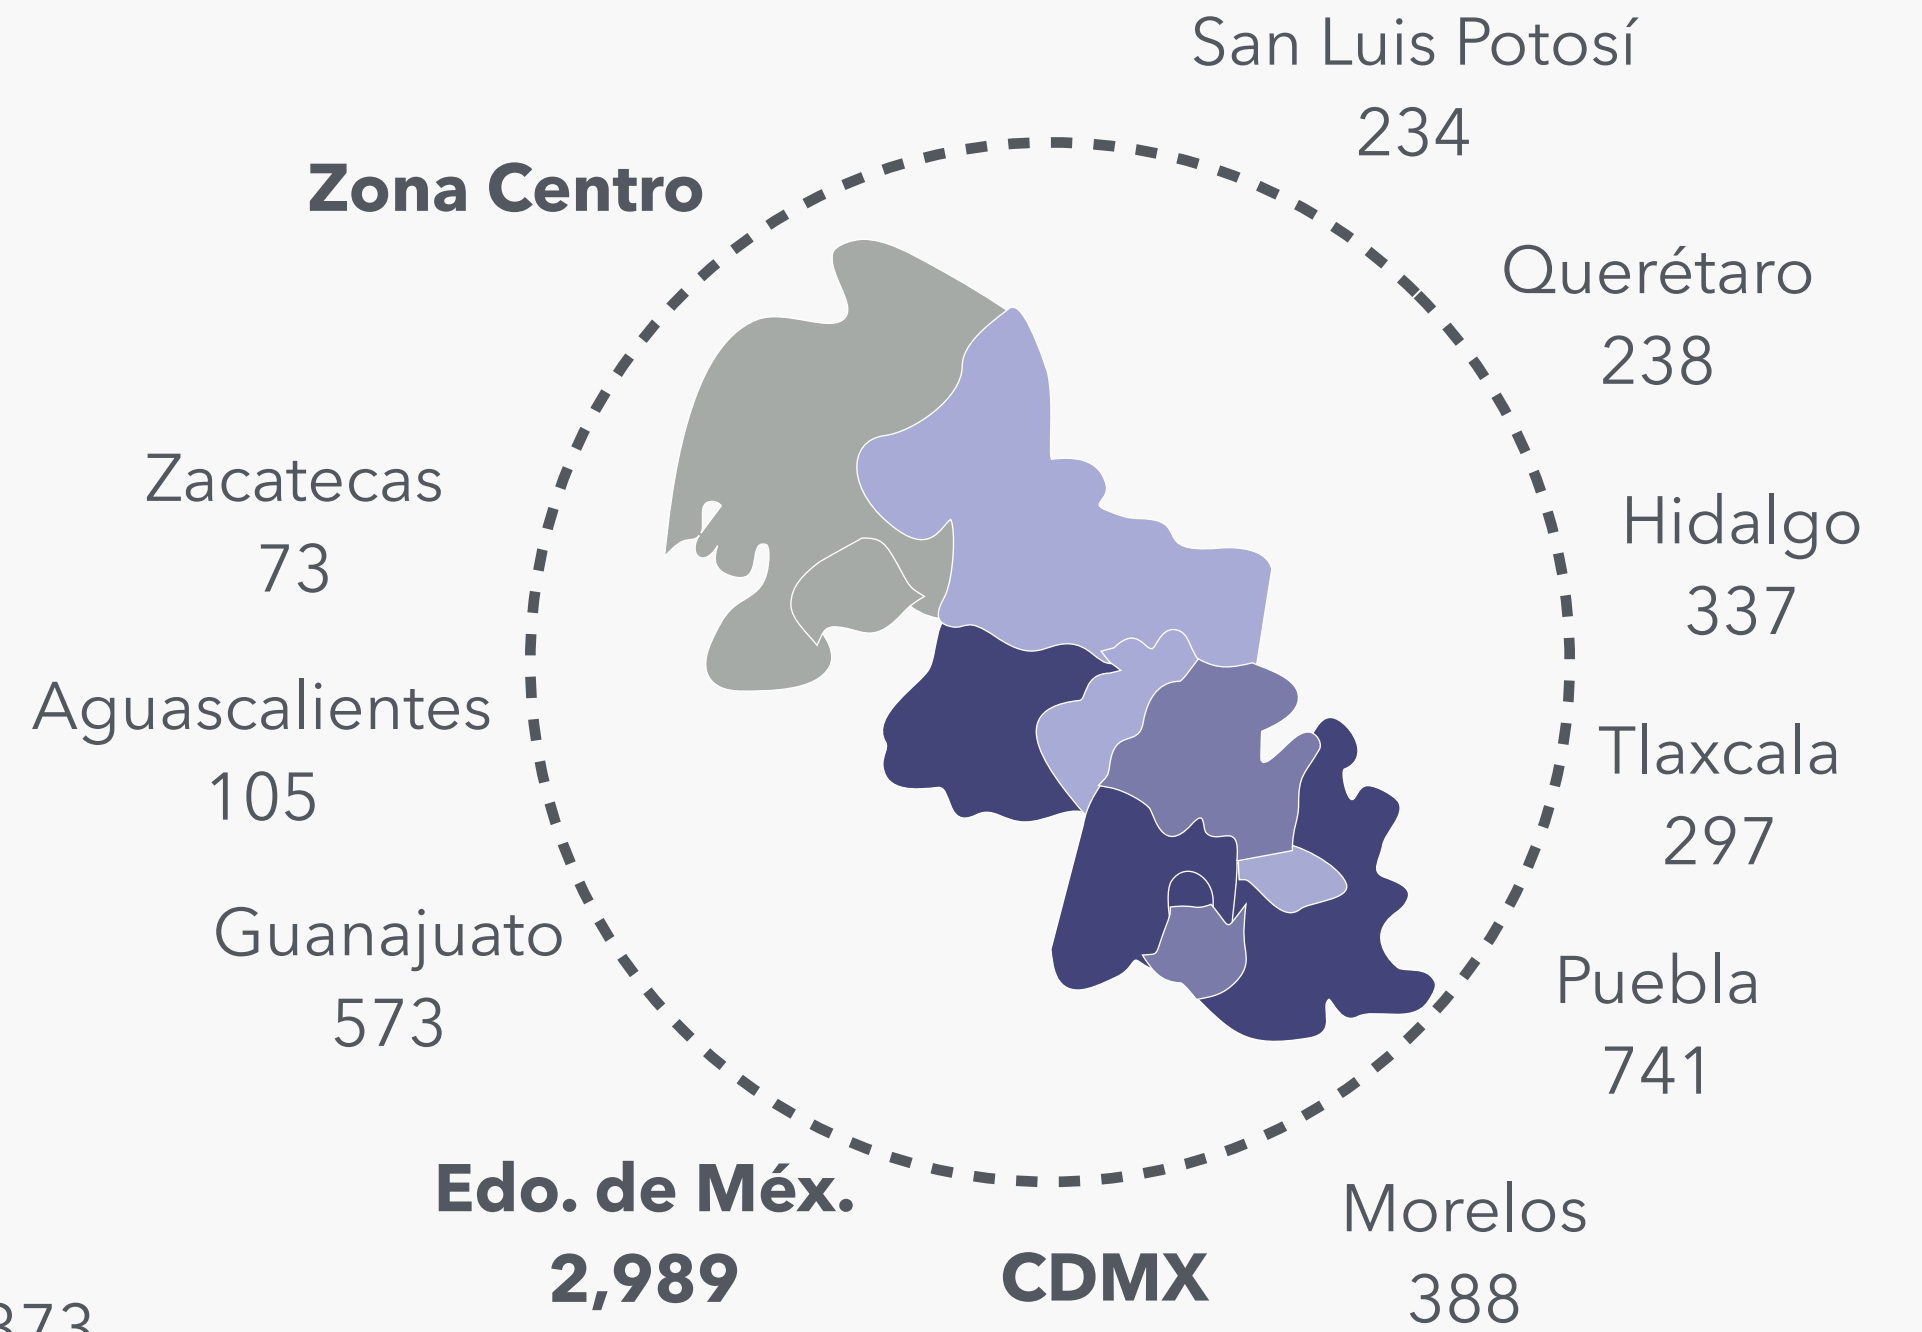 San Luis Potosí
234
Zona Centro
Querétaro
238
Zacatecas
73
Hidalgo
337
Aguascalientes
105
Tlaxcala
297
Guanajuato
573
Puebla
741
Edo. de Méx.
2,989
CDMX
Morelos
388